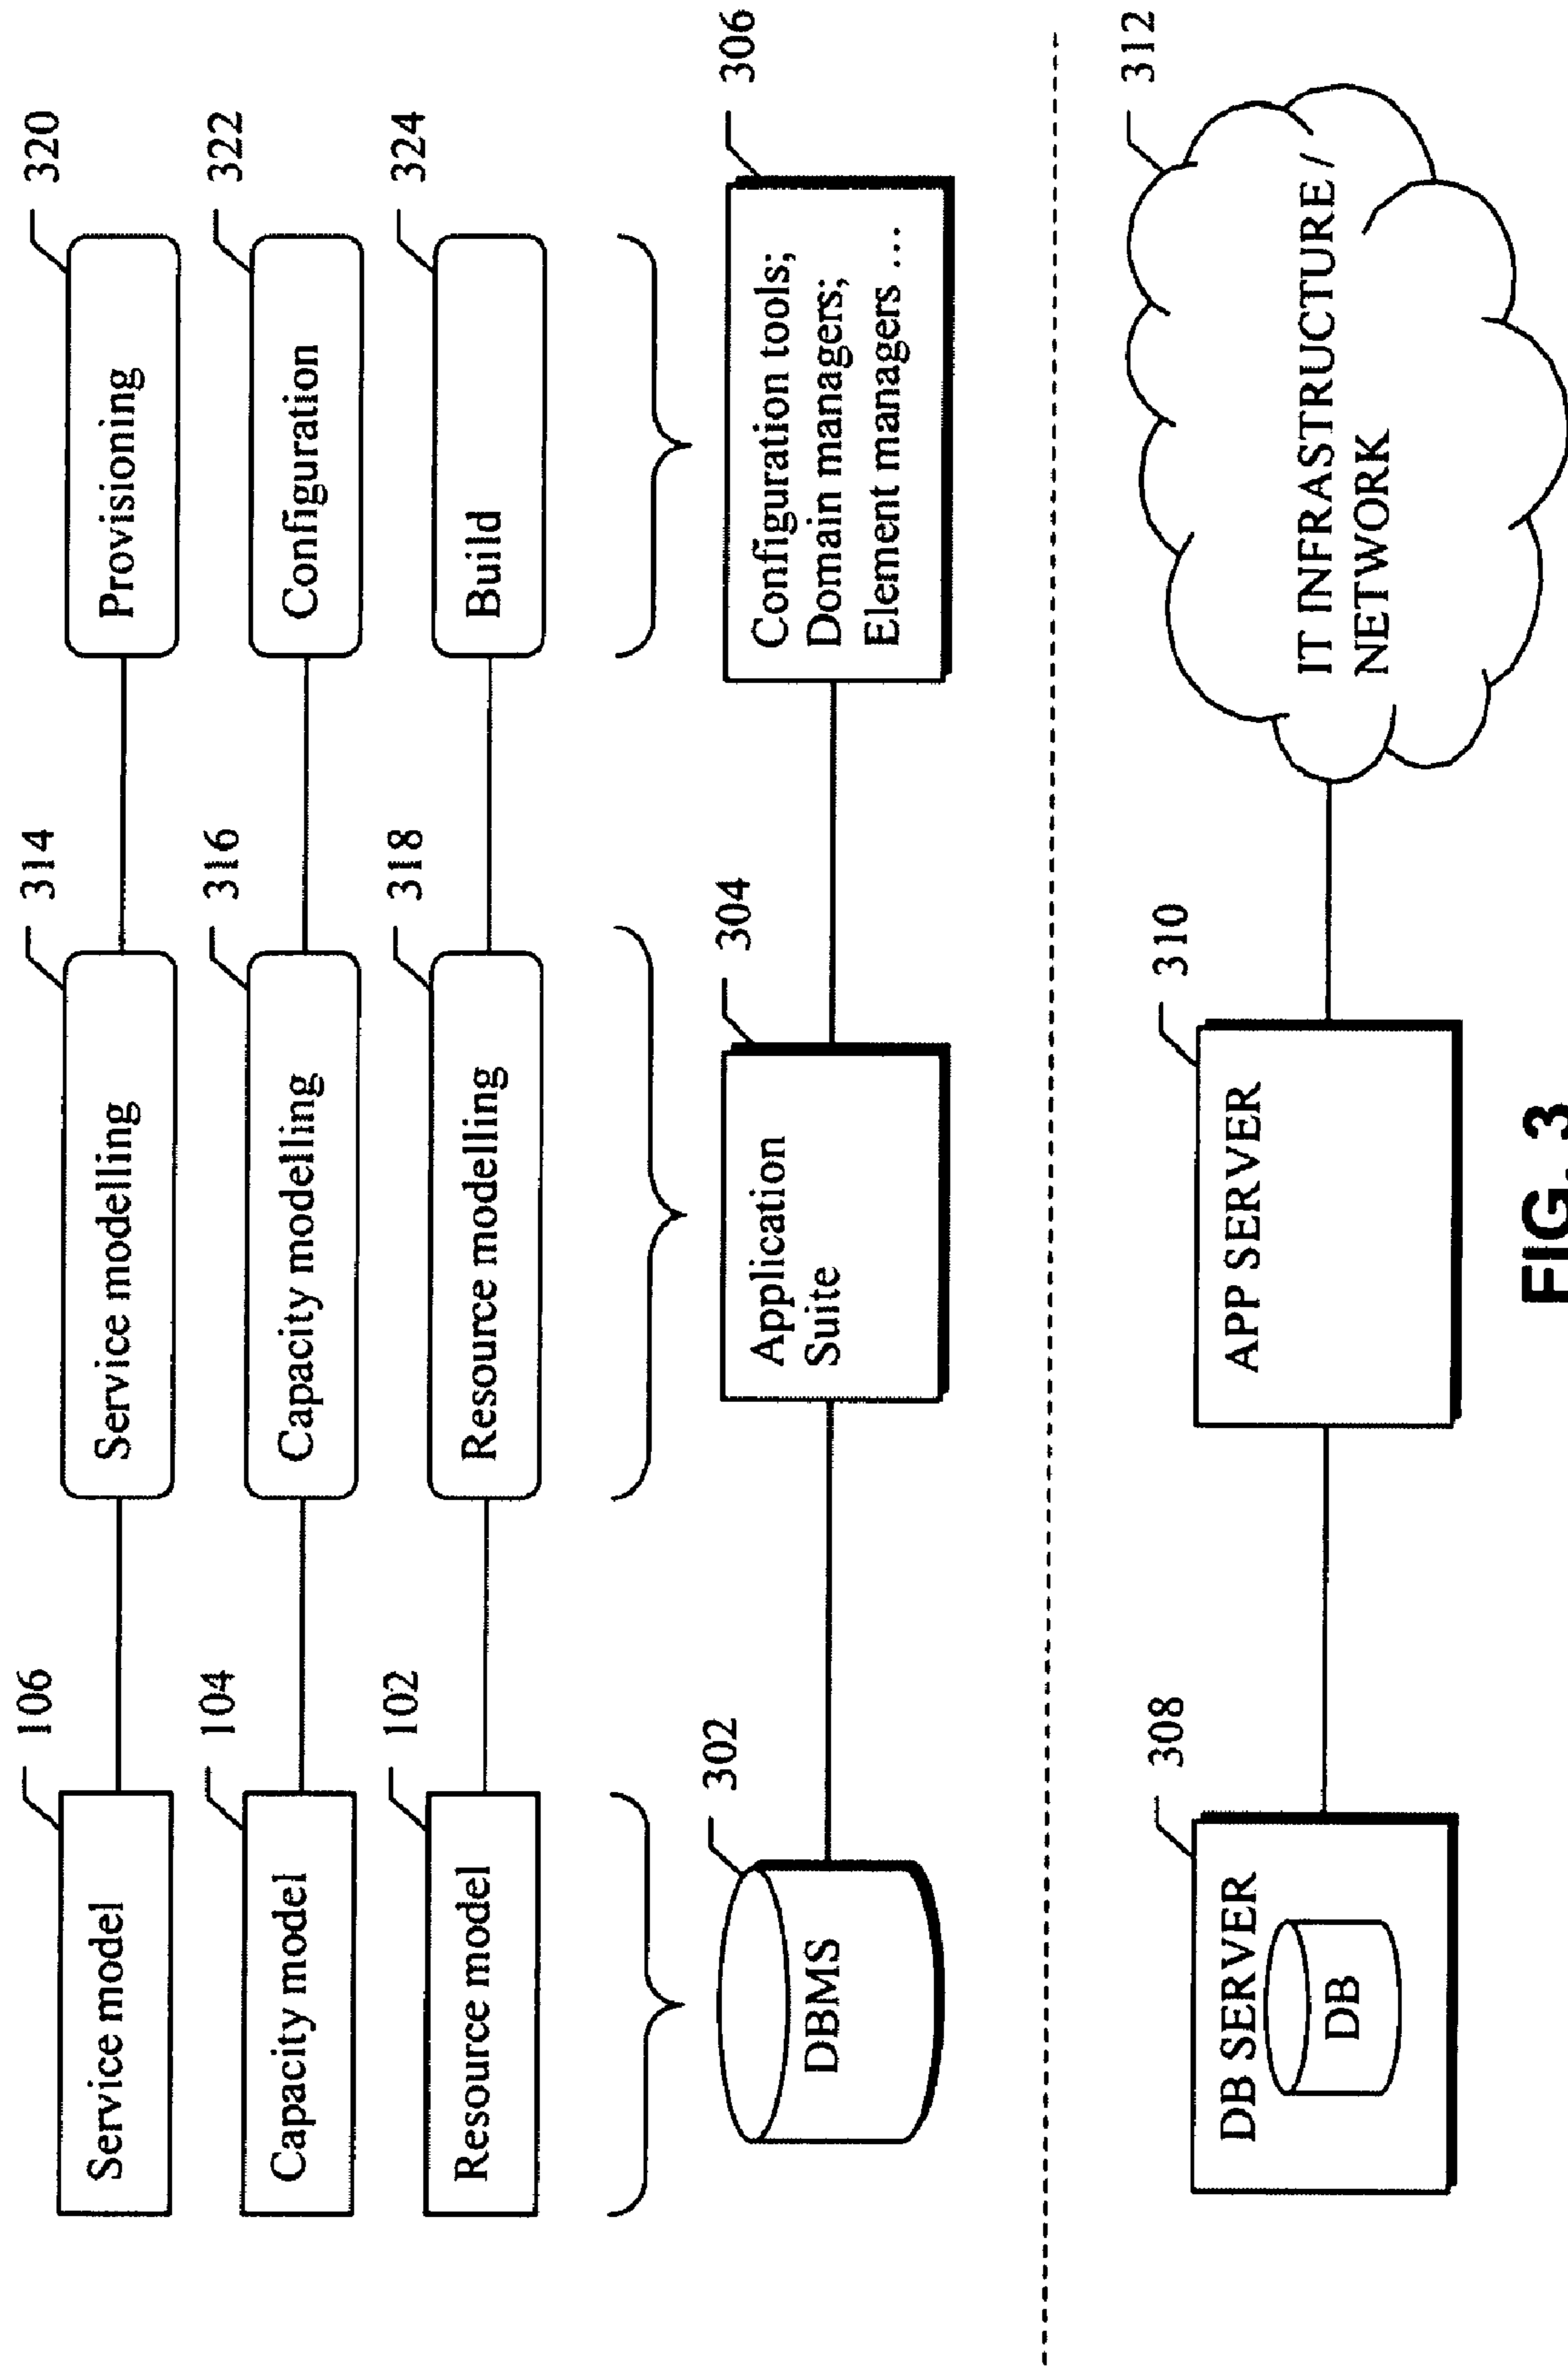 106
314
320
Service model
Service modelling
Provisioning
104
316
322
Capacity model
Capacity modelling
Configuration
102
318
324
Resource model
Resource modelling
Build
302
304
306
DBMS
Application
Suite
Configuration tools;
Domain managers;
Element managers ...
308
310
312
DB SERVER
DB
APP SERVER
IT INFRASTRUCTURE /
NETWORK
FIG. 3